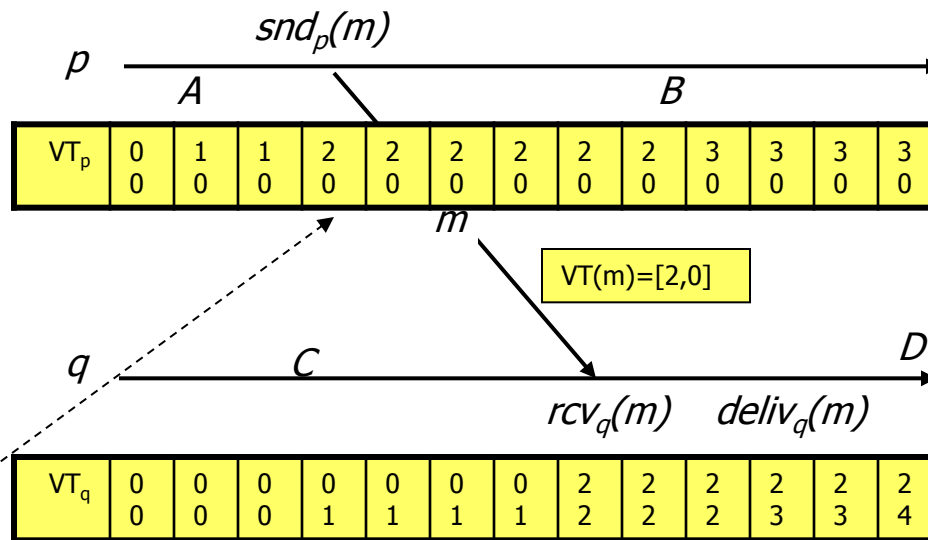 snd_p(m)
p
A B
VT_p 0 1 1 2 2 2 2 2 2 3 3 3 3
0 0 0 0 0 0 0 0 0 0 0 0 0
m
VT(m)=[2,0]
q C D
rcv_q(m) deliv_q(m)
VT_q 0 0 0 0 0 0 0 2 2 2 2 2 2
0 0 0 1 1 1 1 2 2 2 3 3 4